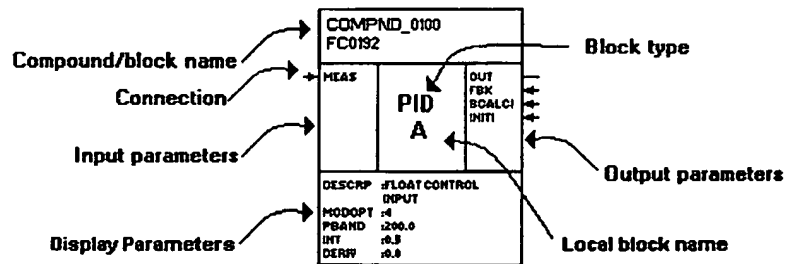 COMPND_0100
FC0192
Compound/block name
Block type
Connection
MEAS
PID
A
OUT
FBK
BCALCI
INITI
Input parameters
Output parameters
DESCRP :FLOAT CONTROL
INPUT
MODOPT :4
PBAND :200.0
INT :0.5
DERIV :0.0
Display Parameters
Local block name